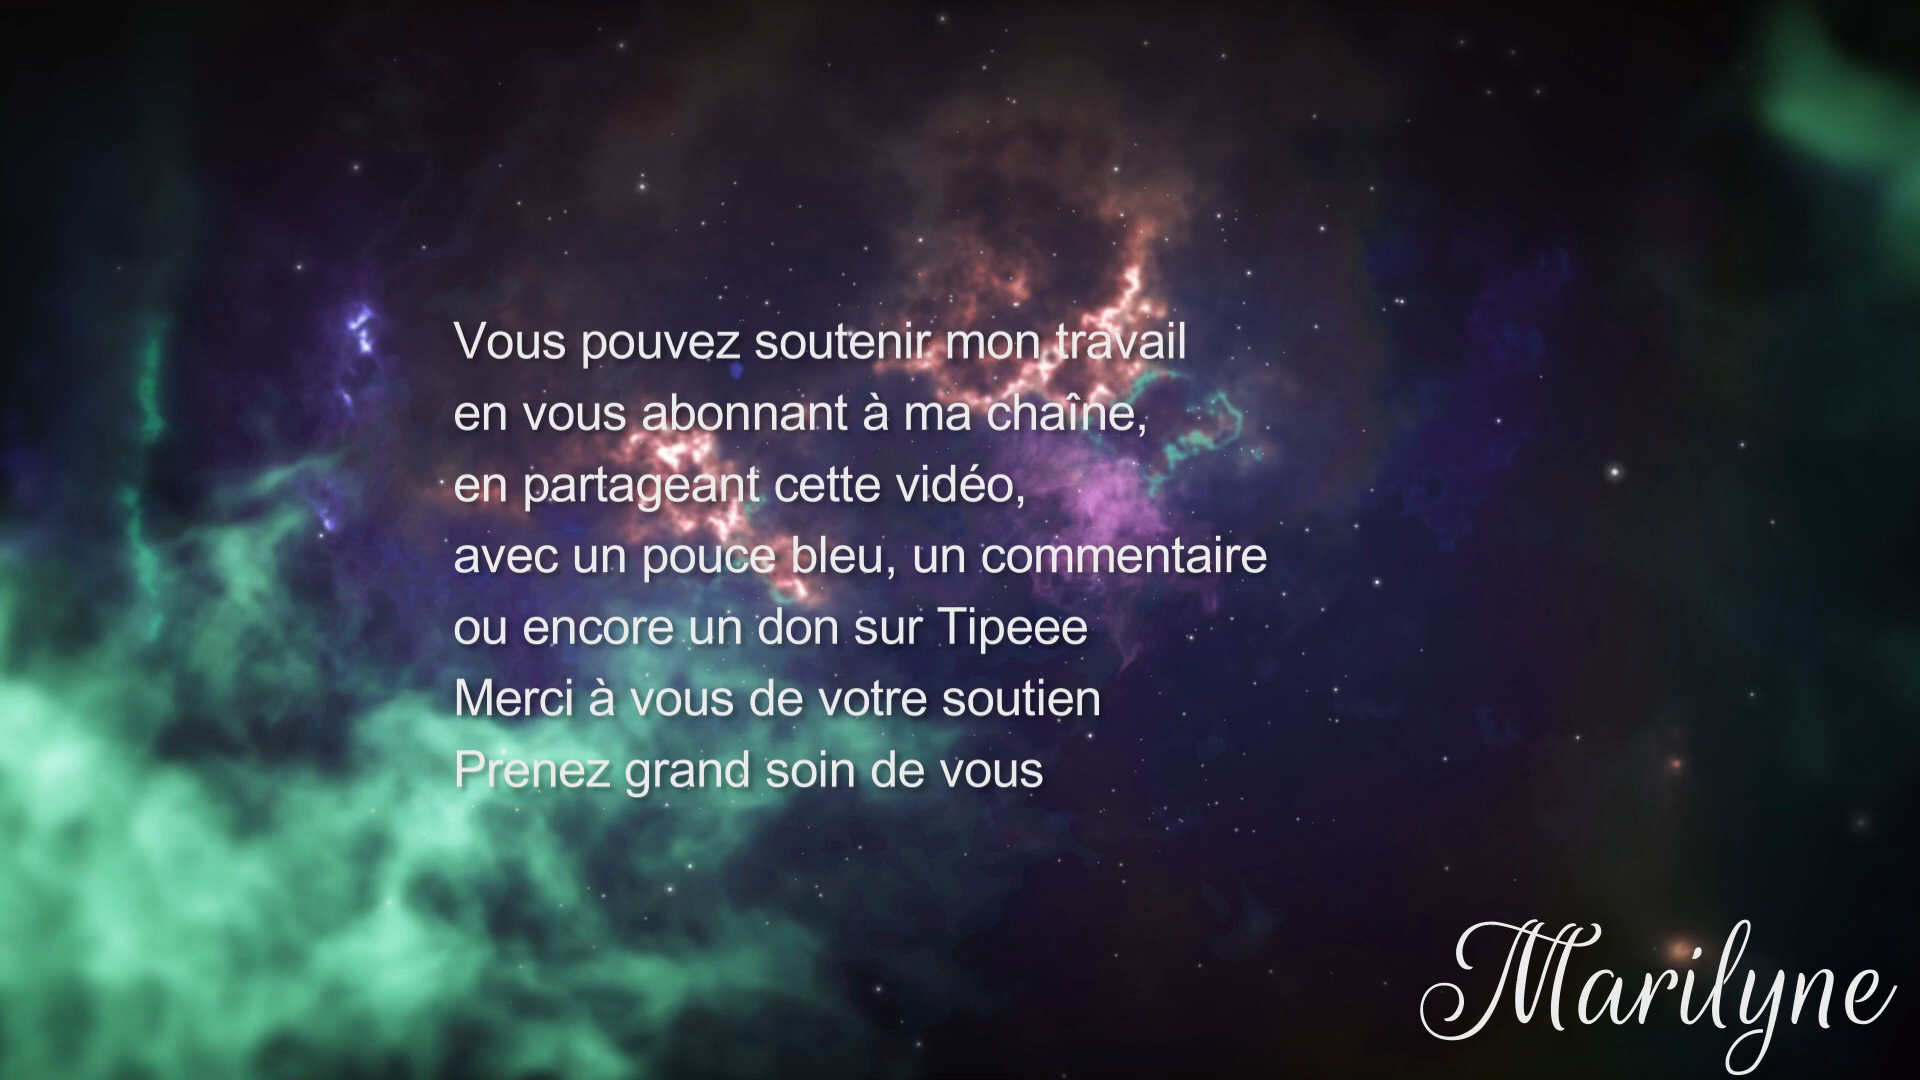 Vous pouvez soutenir mon travail
en vous abonnant à ma chaîne,
en partageant cette vidéo,
avec un pouce bleu, un commentaire
ou encore un don sur Tipeee
Merci à vous de votre soutien
Prenez grand soin de vous
Marilyne